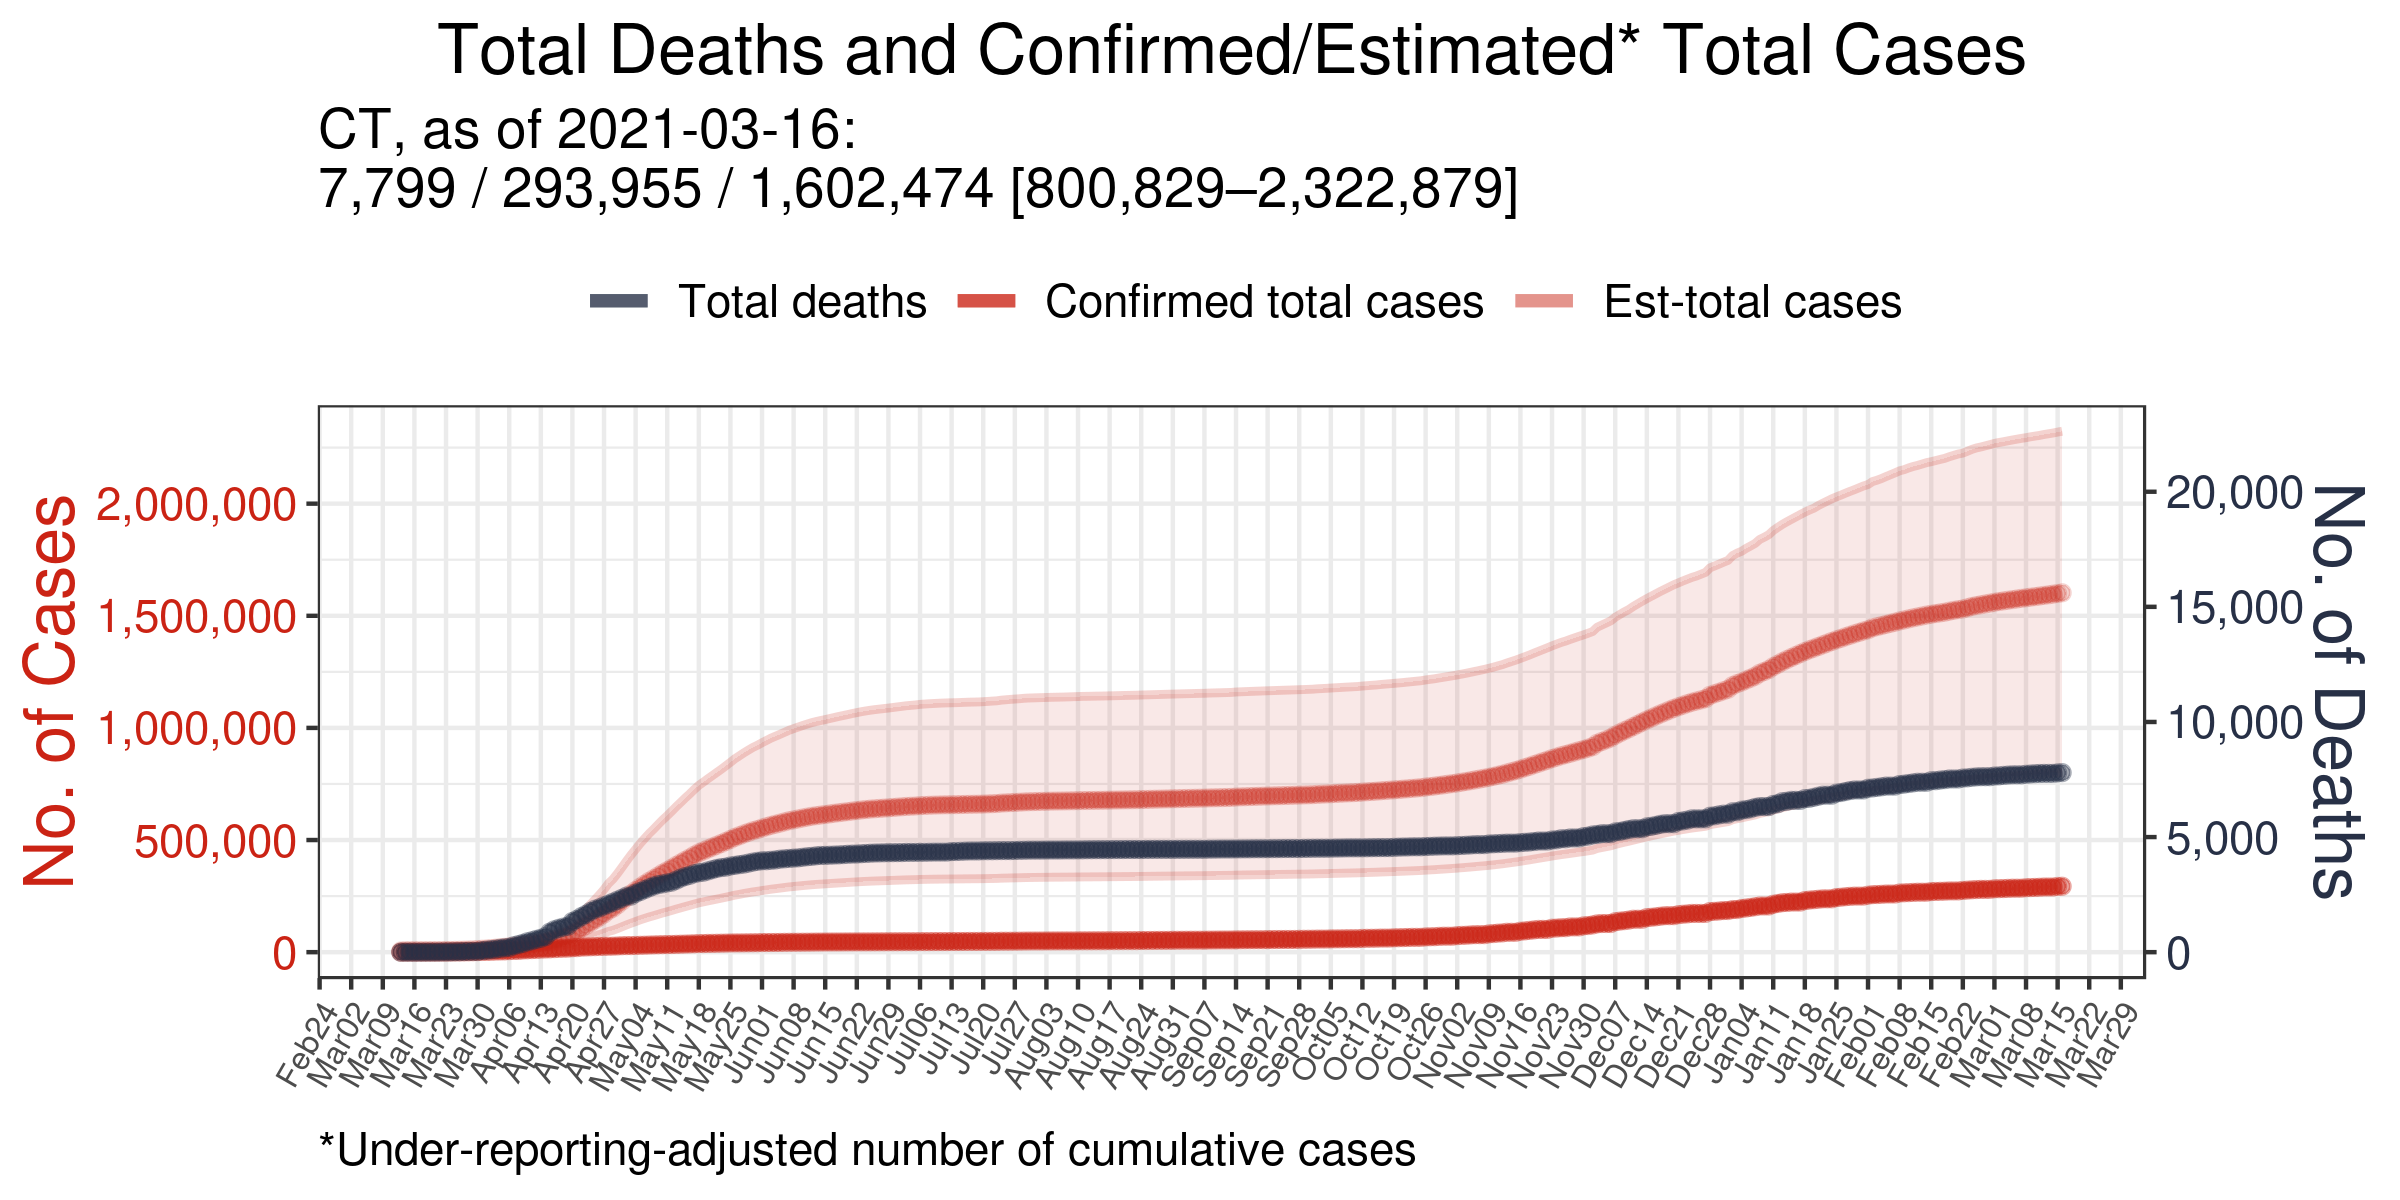 Total Deaths and Confirmed/Estimated* Total Cases
CT, as of 2021-03-16:
7,799 / 293,955 / 1,602,474 [800,829–2,322,879]
Total deaths Confirmed total cases Est-total cases
No. of Cases
2,000,000
1,500,000
1,000,000
500,000
0
20,000
15,000
10,000
5,000
0
No. of Deaths
Feb24
Mar02
Mar09
Mar16
Mar23
Mar30
Apr06
Apr13
Apr20
Apr27
May04
May11
May18
May25
Jun01
Jun08
Jun15
Jun22
Jun29
Jul06
Jul13
Jul20
Jul27
Aug03
Aug10
Aug17
Aug24
Aug31
Sep07
Sep14
Sep21
Sep28
Oct05
Oct12
Oct19
Oct26
Nov02
Nov09
Nov16
Nov23
Nov30
Dec07
Dec14
Dec21
Dec28
Jan04
Jan11
Jan18
Jan25
Feb01
Feb08
Feb15
Feb22
Mar01
Mar08
Mar15
Mar22
Mar29
*Under-reporting-adjusted number of cumulative cases